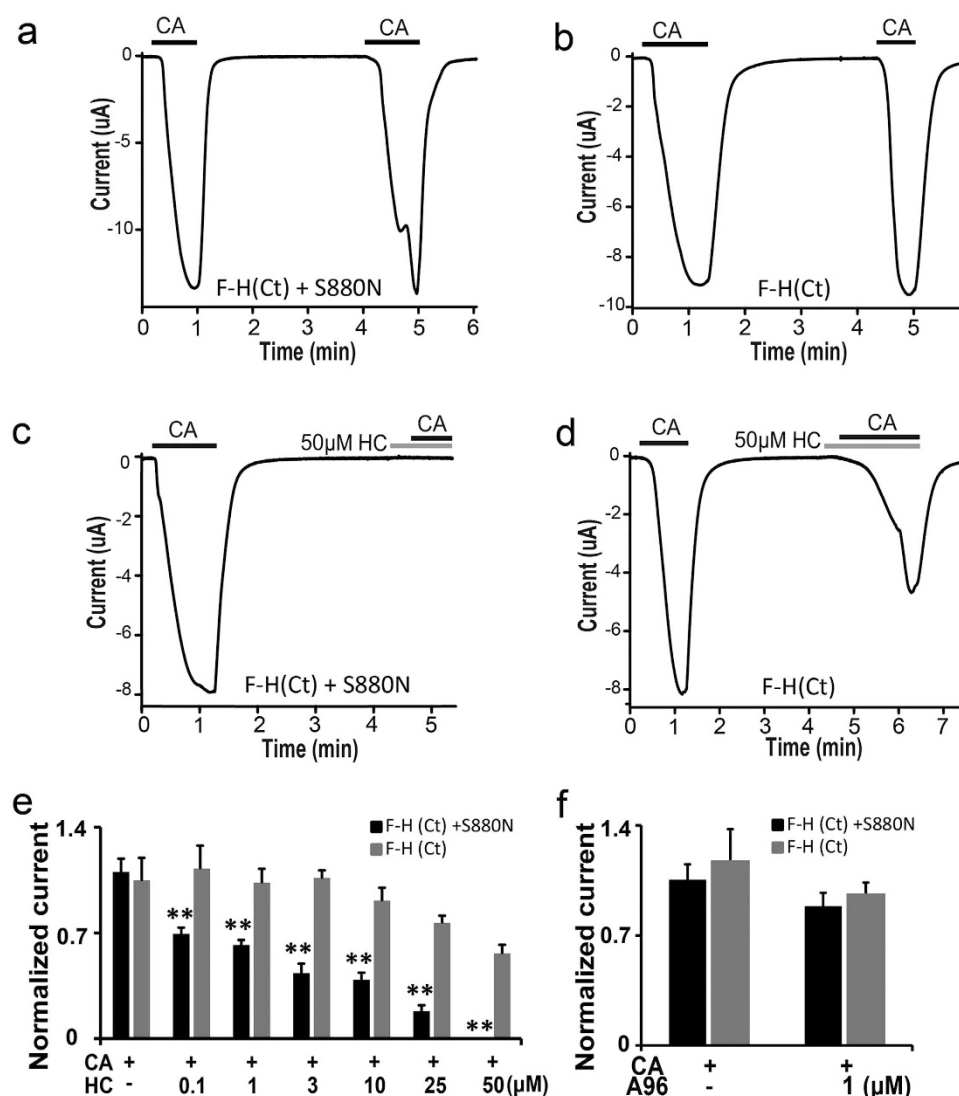 a
CA
CA
0
-5
-10
Current (uA)
F-H(Ct) + S880N
0 1 2 3 4 5 6
Time (min)
b
CA
CA
0
-2
-4
-6
-8
-10
Current (uA)
F-H(Ct)
0 1 2 3 4 5
Time (min)
c
CA
CA
50µM HC
0
-2
-4
-6
-8
Current (uA)
F-H(Ct) + S880N
0 1 2 3 4 5
Time (min)
d
CA
CA
50µM HC
0
-2
-4
-6
-8
Current (uA)
F-H(Ct)
0 1 2 3 4 5 6 7
Time (min)
e
1.4
0.7
0
Normalized current
F-H (Ct) +S880N
F-H (Ct)
** ** ** ** ** **
CA + + + + + + +
HC - 0.1 1 3 10 25 50 (µM)
f
1.4
0.7
0
Normalized current
F-H (Ct) +S880N
F-H (Ct)
CA + +
A96 - 1 (µM)